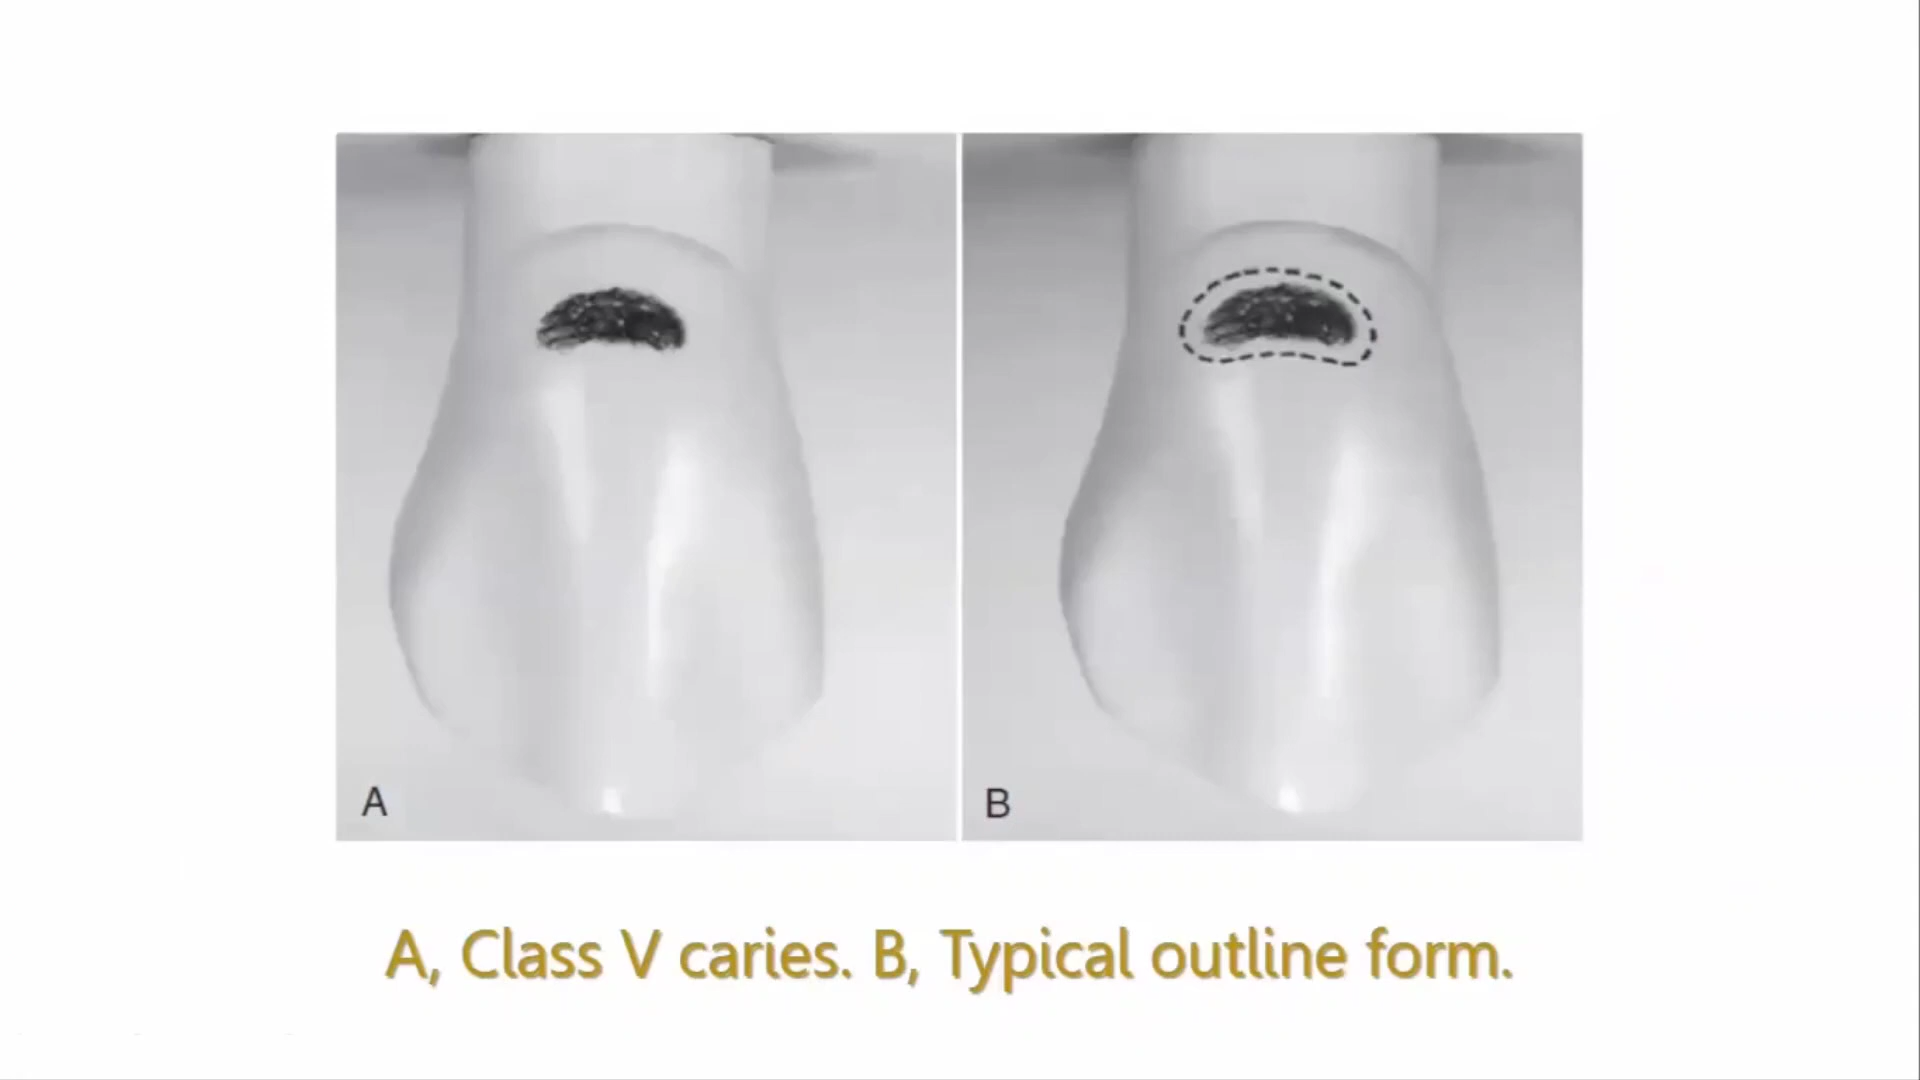 A
B
A, Class V caries. B, Typical outline form.